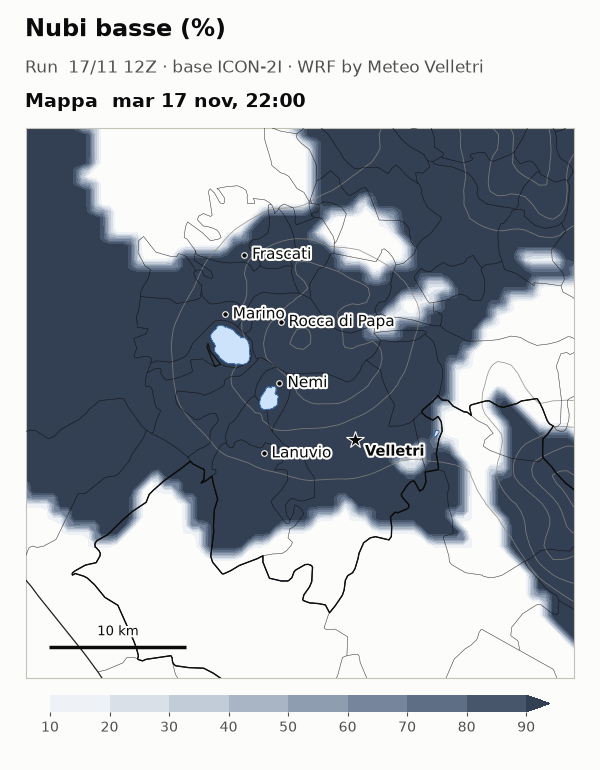 Nubi basse (%)
Run  17/11 12Z · base ICON-2I · WRF by Meteo Velletri
Mappa  mar 17 nov, 22:00
Frascati
Marino
Rocca di Papa
Nemi
Velletri
Lanuvio
10 km
10 20 30 40 50 60 70 80 90